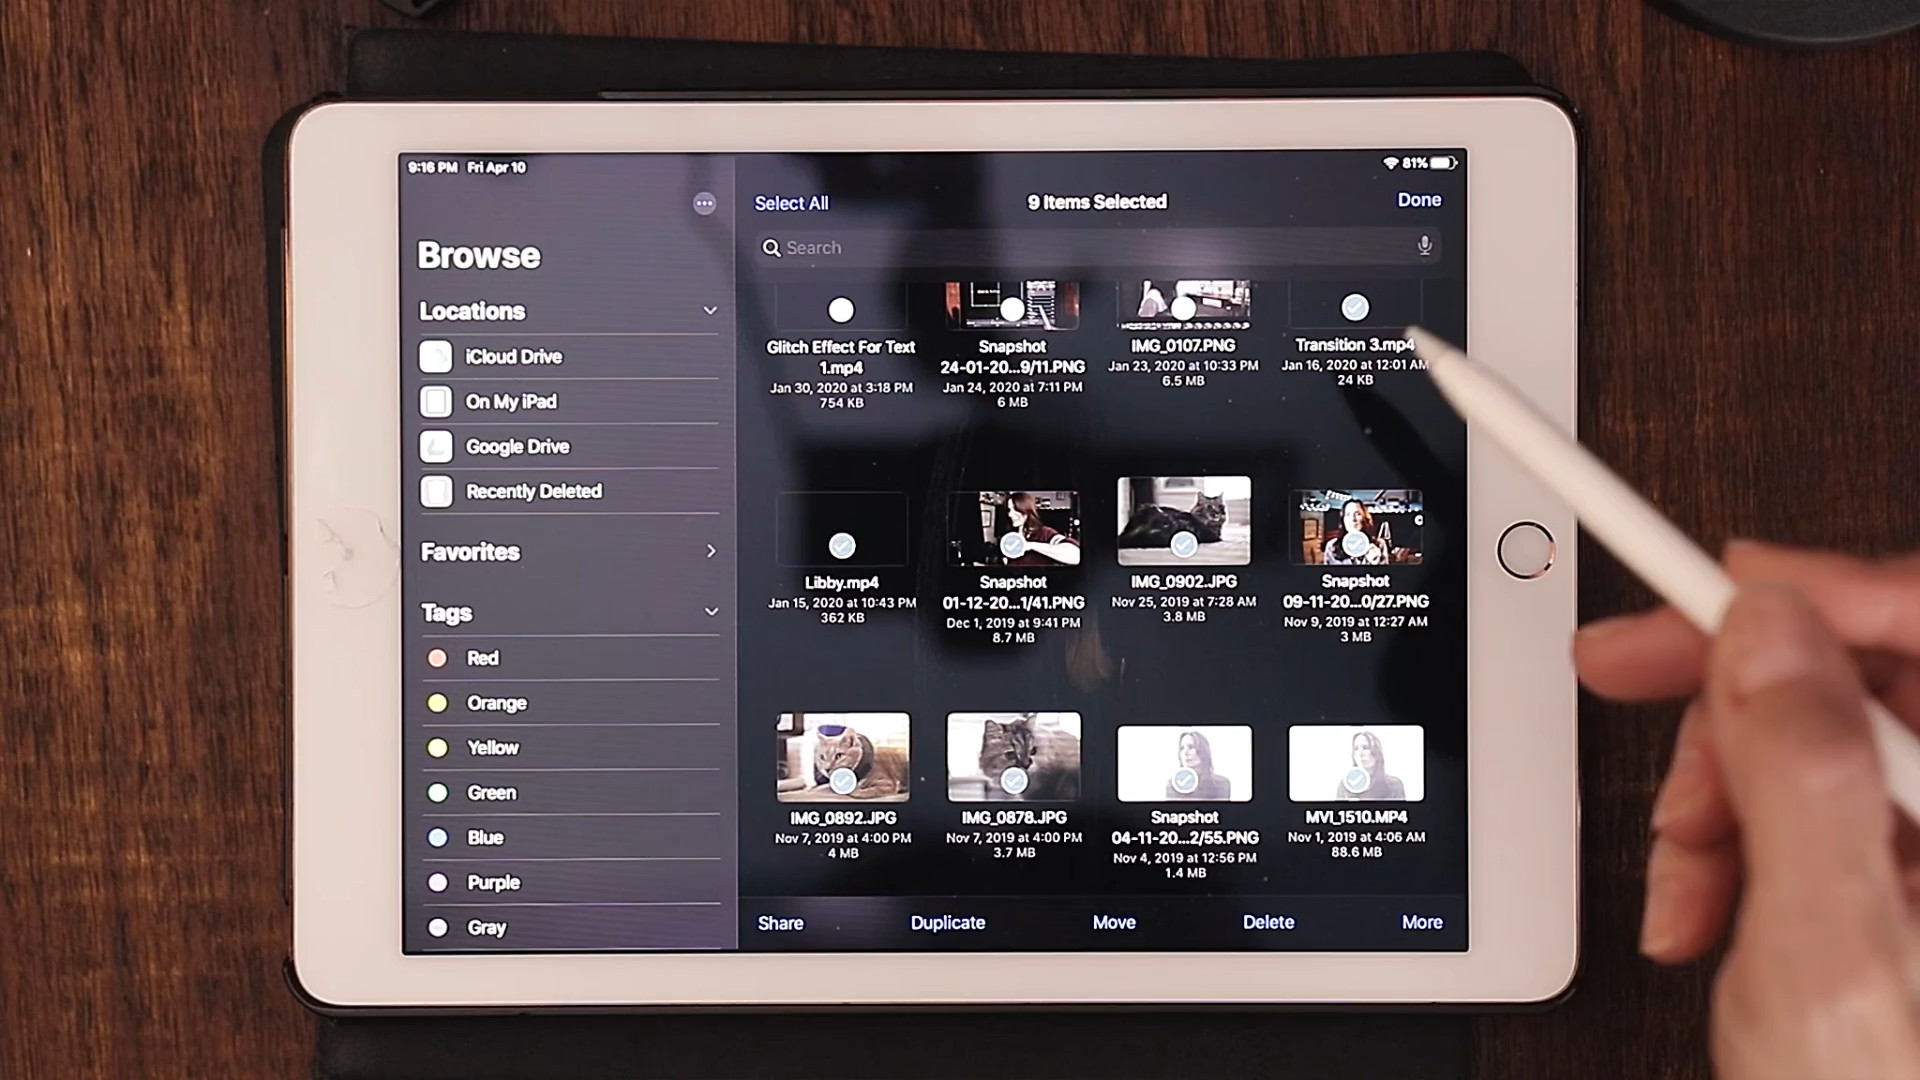 9:16 PM Fri Apr 10
81%
Browse
Locations
iCloud Drive
On My iPad
Google Drive
Recently Deleted
Favorites
Tags
Red
Orange
Yellow
Green
Blue
Purple
Gray
Select All
9 Items Selected
Done
Search
Glitch Effect For Text
1.mp4
Jan 30, 2020 at 3:18 PM
754 KB
Snapshot
24-01-20...9/11.PNG
Jan 24, 2020 at 7:11 PM
6 MB
IMG_0107.PNG
Jan 23, 2020 at 10:33 PM
6.5 MB
Transition 3.mp4
Jan 16, 2020 at 12:01 AM
24 KB
Libby.mp4
Jan 15, 2020 at 10:43 PM
362 KB
Snapshot
01-12-20...1/41.PNG
Dec 1, 2019 at 9:41 PM
8.7 MB
IMG_0902.JPG
Nov 25, 2019 at 7:28 AM
3.8 MB
Snapshot
09-11-20...0/27.PNG
Nov 9, 2019 at 12:27 AM
3 MB
IMG_0892.JPG
Nov 7, 2019 at 4:00 PM
4 MB
IMG_0878.JPG
Nov 7, 2019 at 4:00 PM
3.7 MB
Snapshot
04-11-20...2/55.PNG
Nov 4, 2019 at 12:56 PM
1.4 MB
MVI_1510.MP4
Nov 1, 2019 at 4:06 AM
88.6 MB
Share
Duplicate
Move
Delete
More